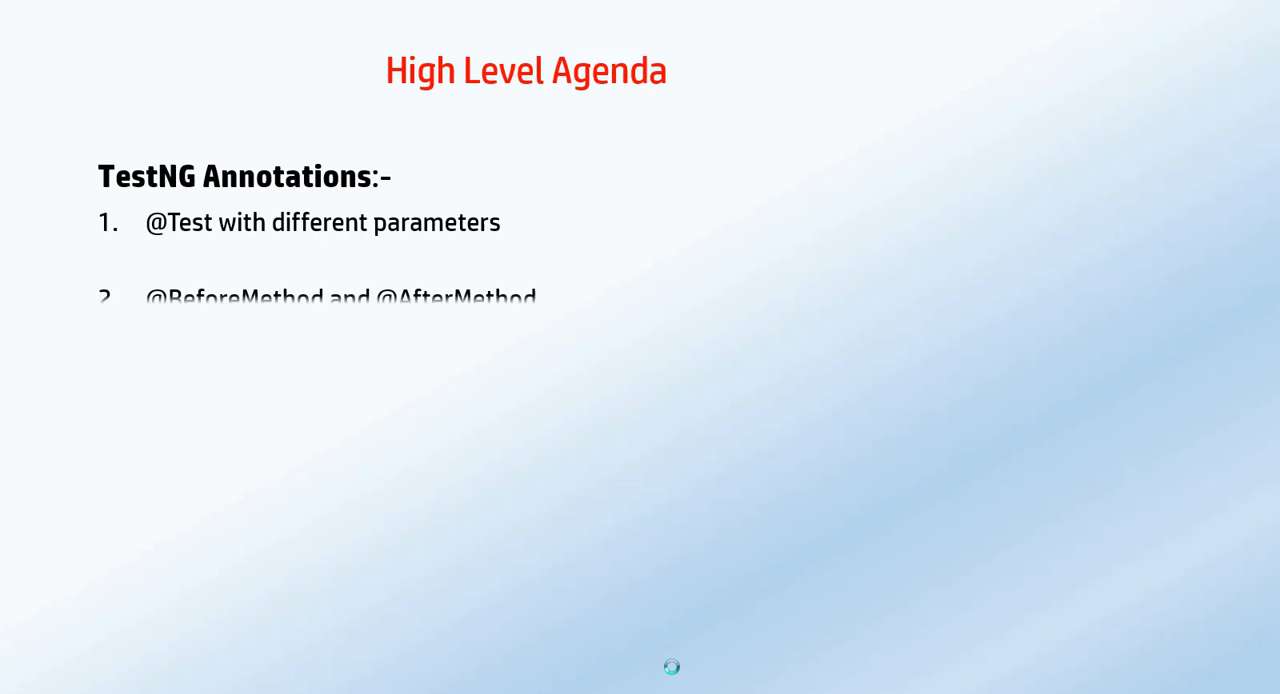 High Level Agenda
TestNG Annotations:-
1. @Test with different parameters
2. @BeforeMethod and @AfterMethod